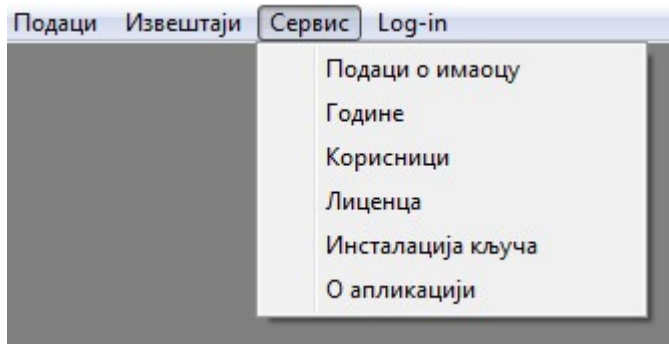 Подаци Извештаји Сервис Log-in
Подаци о имаоцу
Године
Корисници
Лиценца
Инсталација кључа
О апликацији